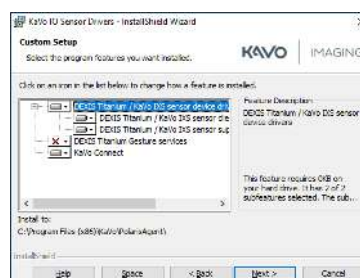 KaVo IO Sensor Drivers - InstallShield Wizard
Custom Setup
Select the program features you want installed.
KAVO | IMAGING
Click on an icon in the list below to change how a feature is installed.
DEXIS Titanium / KaVo IXS sensor device dri
DEXIS Titanium / KaVo IXS sensor de
DEXIS Titanium / KaVo IXS sensor sup
DEXIS Titanium Gesture services
KaVo Connect
Feature Description
DEXIS Titanium / KaVo IXS sensor device drivers
This feature requires 0KB on
your hard drive. It has 2 of 2
subfeatures selected. The sub...
Install to:
C:\Program Files (x86)\KaVo\PolarisAgent\
InstallShield
Help
Space
< Back
Next >
Cancel